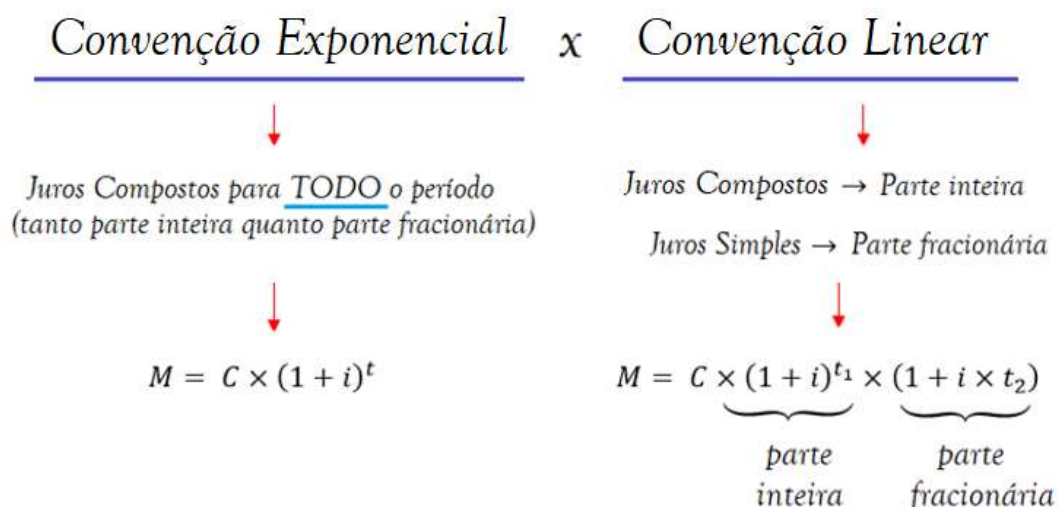 Convenção Exponencial x Convenção Linear
Juros Compostos para TODO o período
(tanto parte inteira quanto parte fracionária)
M = C × (1 + i)^t
Juros Compostos → Parte inteira
Juros Simples → Parte fracionária
M = C × (1 + i)^t₁ × (1 + i × t₂)
parte
inteira
parte
fracionária